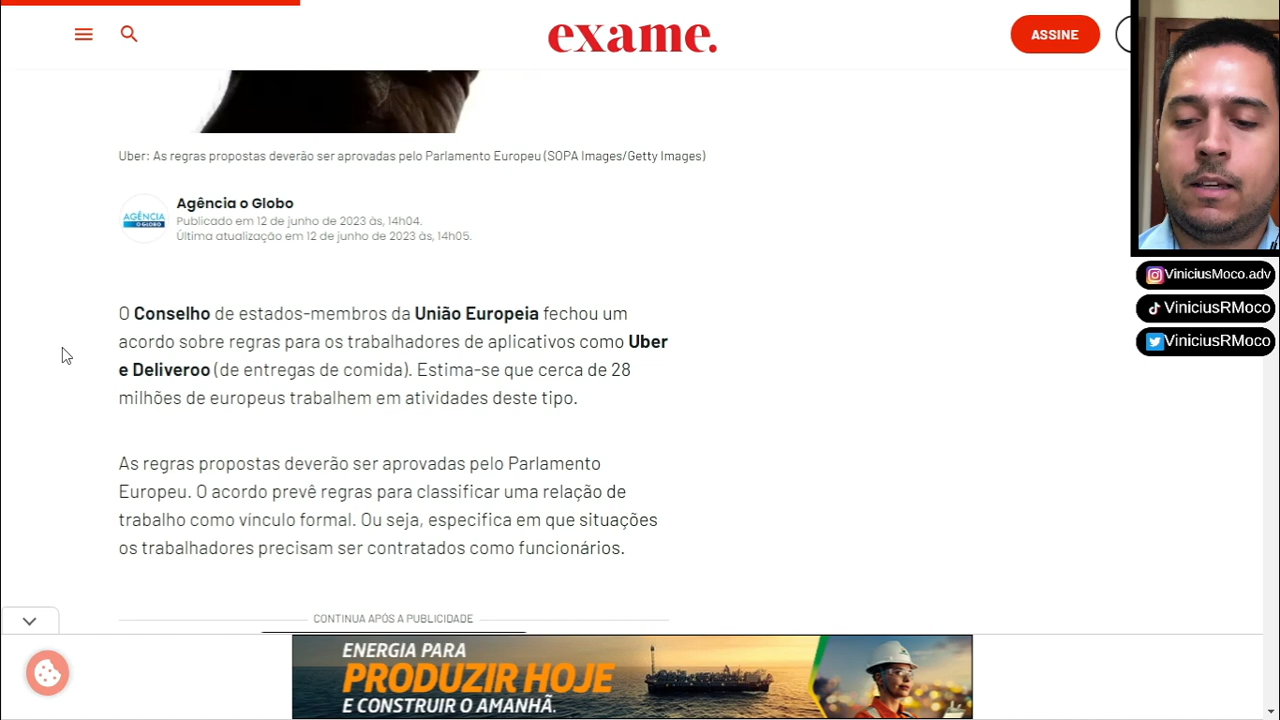 exame.
ASSINE
Uber: As regras propostas deverão ser aprovadas pelo Parlamento Europeu (SOPA Images/Getty Images)
AGÊNCIA
O GLOBO
Agência o Globo
Publicado em 12 de junho de 2023 às, 14h04.
Última atualização em 12 de junho de 2023 às, 14h05.
ViniciusMoco.adv
ViniciusRMoco
ViniciusRMoco
O Conselho de estados-membros da União Europeia fechou um
acordo sobre regras para os trabalhadores de aplicativos como Uber
e Deliveroo (de entregas de comida). Estima-se que cerca de 28
milhões de europeus trabalhem em atividades deste tipo.
As regras propostas deverão ser aprovadas pelo Parlamento
Europeu. O acordo prevê regras para classificar uma relação de
trabalho como vínculo formal. Ou seja, especifica em que situações
os trabalhadores precisam ser contratados como funcionários.
CONTINUA APÓS A PUBLICIDADE
ENERGIA PARA
PRODUZIR HOJE
E CONSTRUIR O AMANHÃ.